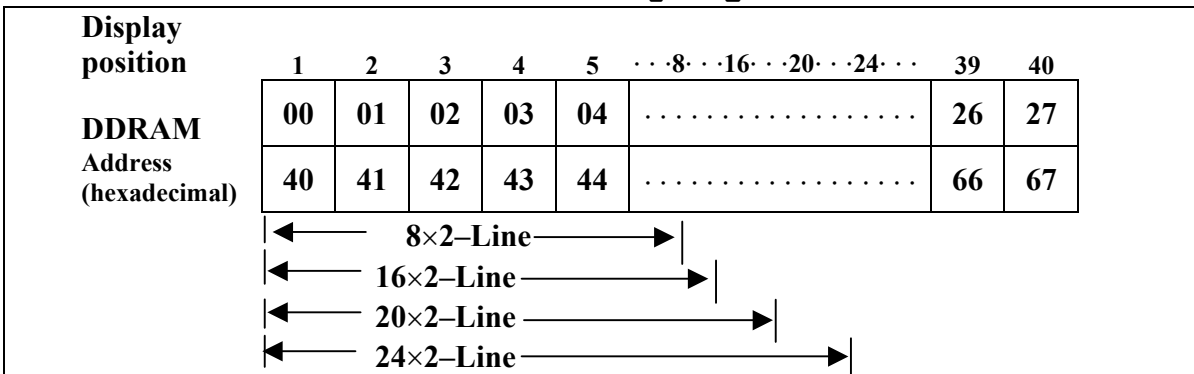 Display
position 1 2 3 4 5 · · ·8· · ·16· · ·20· · ·24· · · 39 40
DDRAM 00 01 02 03 04 · · · · · · · · · · · · · · · · · · 26 27
Address
(hexadecimal) 40 41 42 43 44 · · · · · · · · · · · · · · · · · · 66 67
8×2–Line
16×2–Line
20×2–Line
24×2–Line